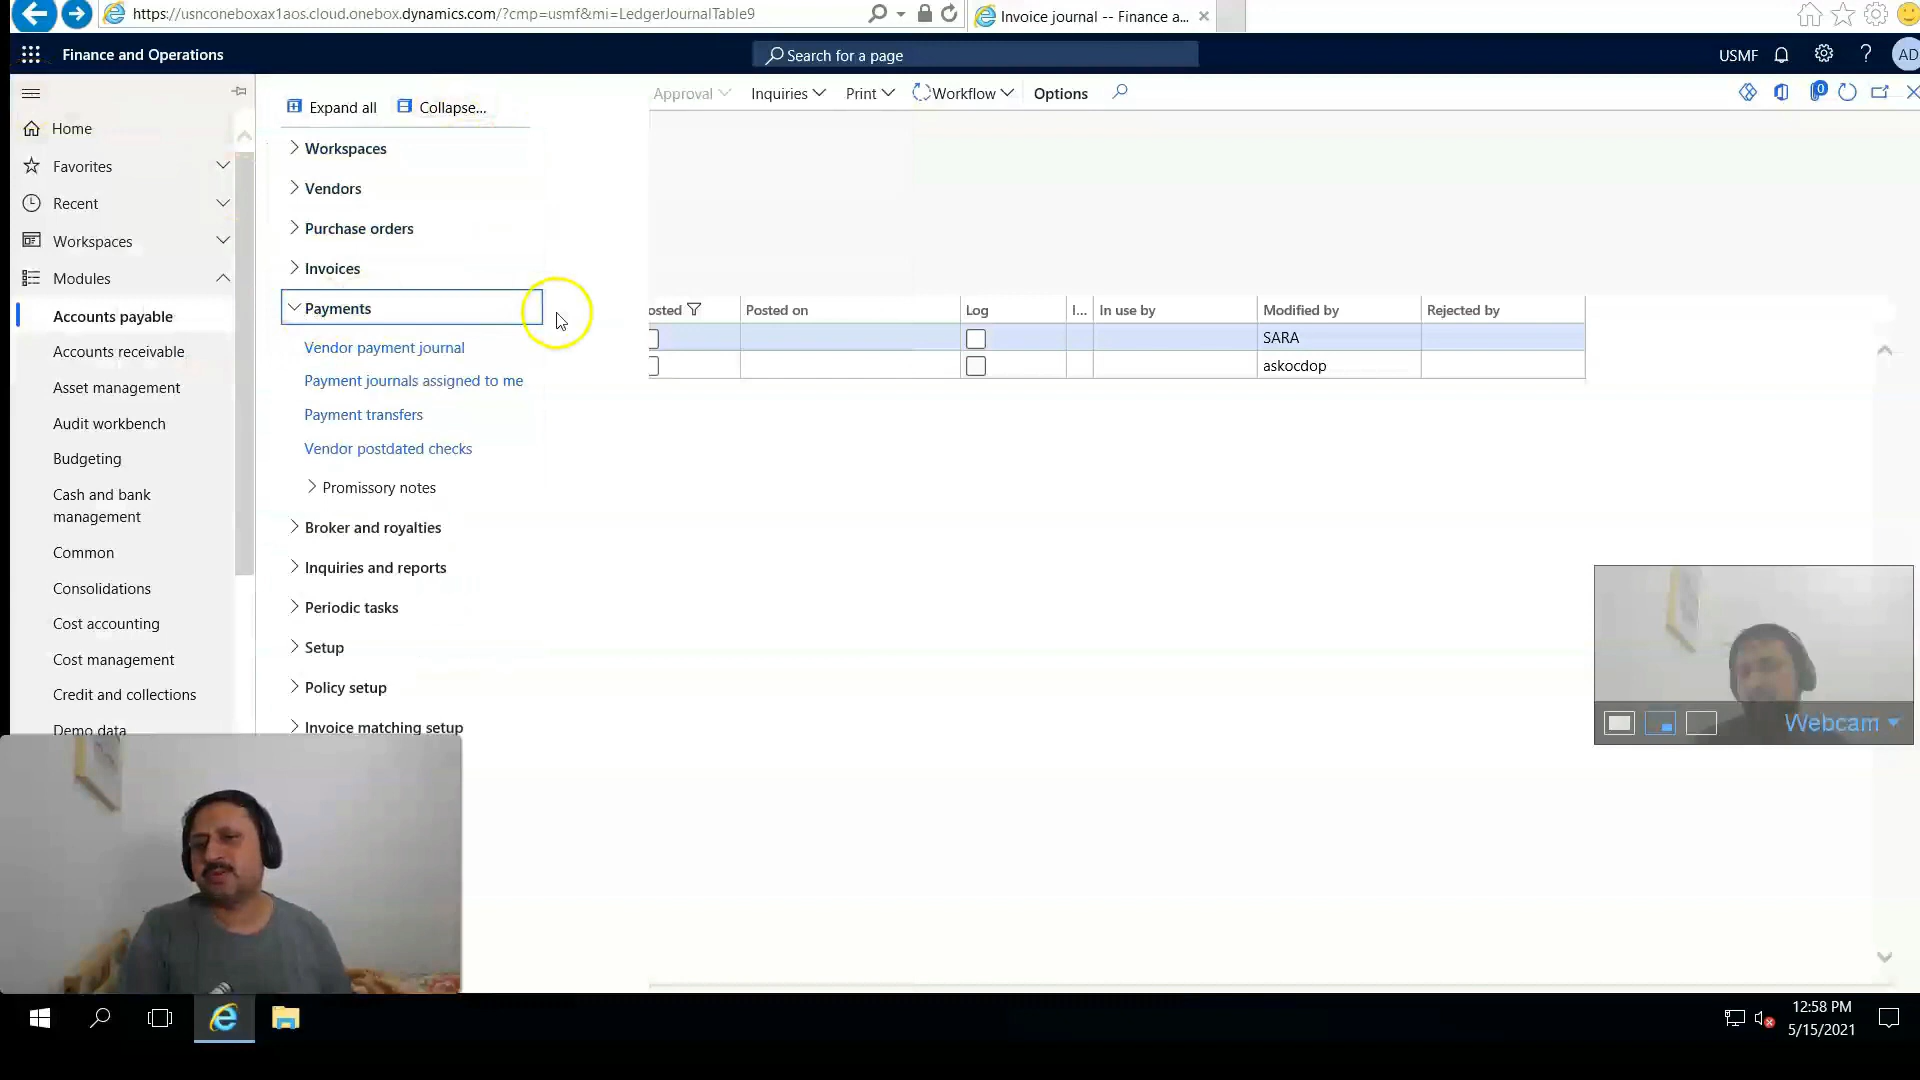 https://usnconeboxax1aos.cloud.onebox.dynamics.com/?cmp=usmf&mi=LedgerJournalTable9
Invoice journal -- Finance a...
Finance and Operations
Search for a page
USMF
AD
Expand all
Collapse...
Approval
Inquiries
Print
Workflow
Options
0
Home
Favorites
Recent
Workspaces
Modules
Accounts payable
Accounts receivable
Asset management
Audit workbench
Budgeting
Cash and bank
management
Common
Consolidations
Cost accounting
Cost management
Credit and collections
Demo data
Workspaces
Vendors
Purchase orders
Invoices
Payments
Vendor payment journal
Payment journals assigned to me
Payment transfers
Vendor postdated checks
Promissory notes
Broker and royalties
Inquiries and reports
Periodic tasks
Setup
Policy setup
Invoice matching setup
osted
Posted on
Log
I...
In use by
Modified by
Rejected by
SARA
askocdop
Webcam
12:58 PM
5/15/2021